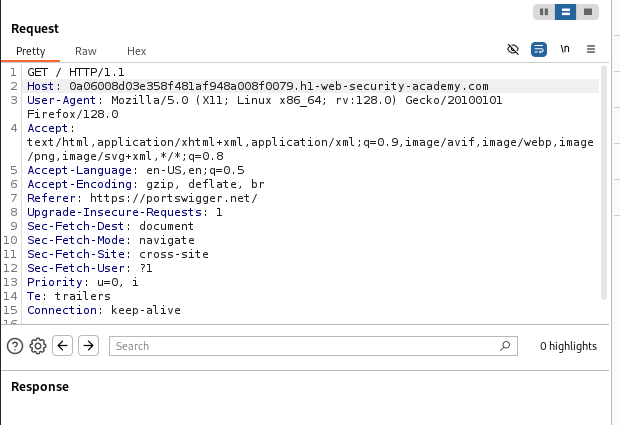 Request
Pretty Raw Hex \n
1 GET / HTTP/1.1
2 Host: 0a06008d03e358f481af948a008f0079.h1-web-security-academy.com
3 User-Agent: Mozilla/5.0 (X11; Linux x86_64; rv:128.0) Gecko/20100101
Firefox/128.0
4 Accept:
text/html,application/xhtml+xml,application/xml;q=0.9,image/avif,image/webp,image
/png,image/svg+xml,*/*;q=0.8
5 Accept-Language: en-US,en;q=0.5
6 Accept-Encoding: gzip, deflate, br
7 Referer: https://portswigger.net/
8 Upgrade-Insecure-Requests: 1
9 Sec-Fetch-Dest: document
10 Sec-Fetch-Mode: navigate
11 Sec-Fetch-Site: cross-site
12 Sec-Fetch-User: ?1
13 Priority: u=0, i
14 Te: trailers
15 Connection: keep-alive
16
Search 0 highlights
Response